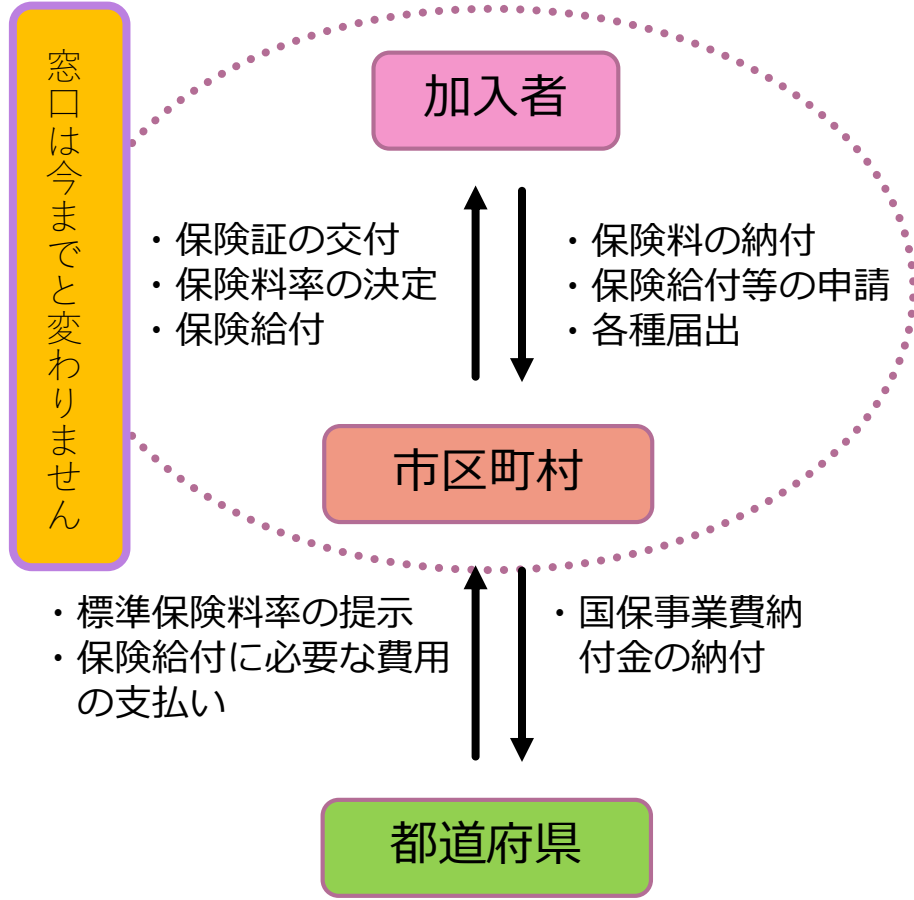 窓口は今までと変わりません
加入者
・保険証の交付
・保険料率の決定
・保険給付
・保険料の納付
・保険給付等の申請
・各種届出
市区町村
・標準保険料率の提示
・保険給付に必要な費用
の支払い
・国保事業費納
付金の納付
都道府県